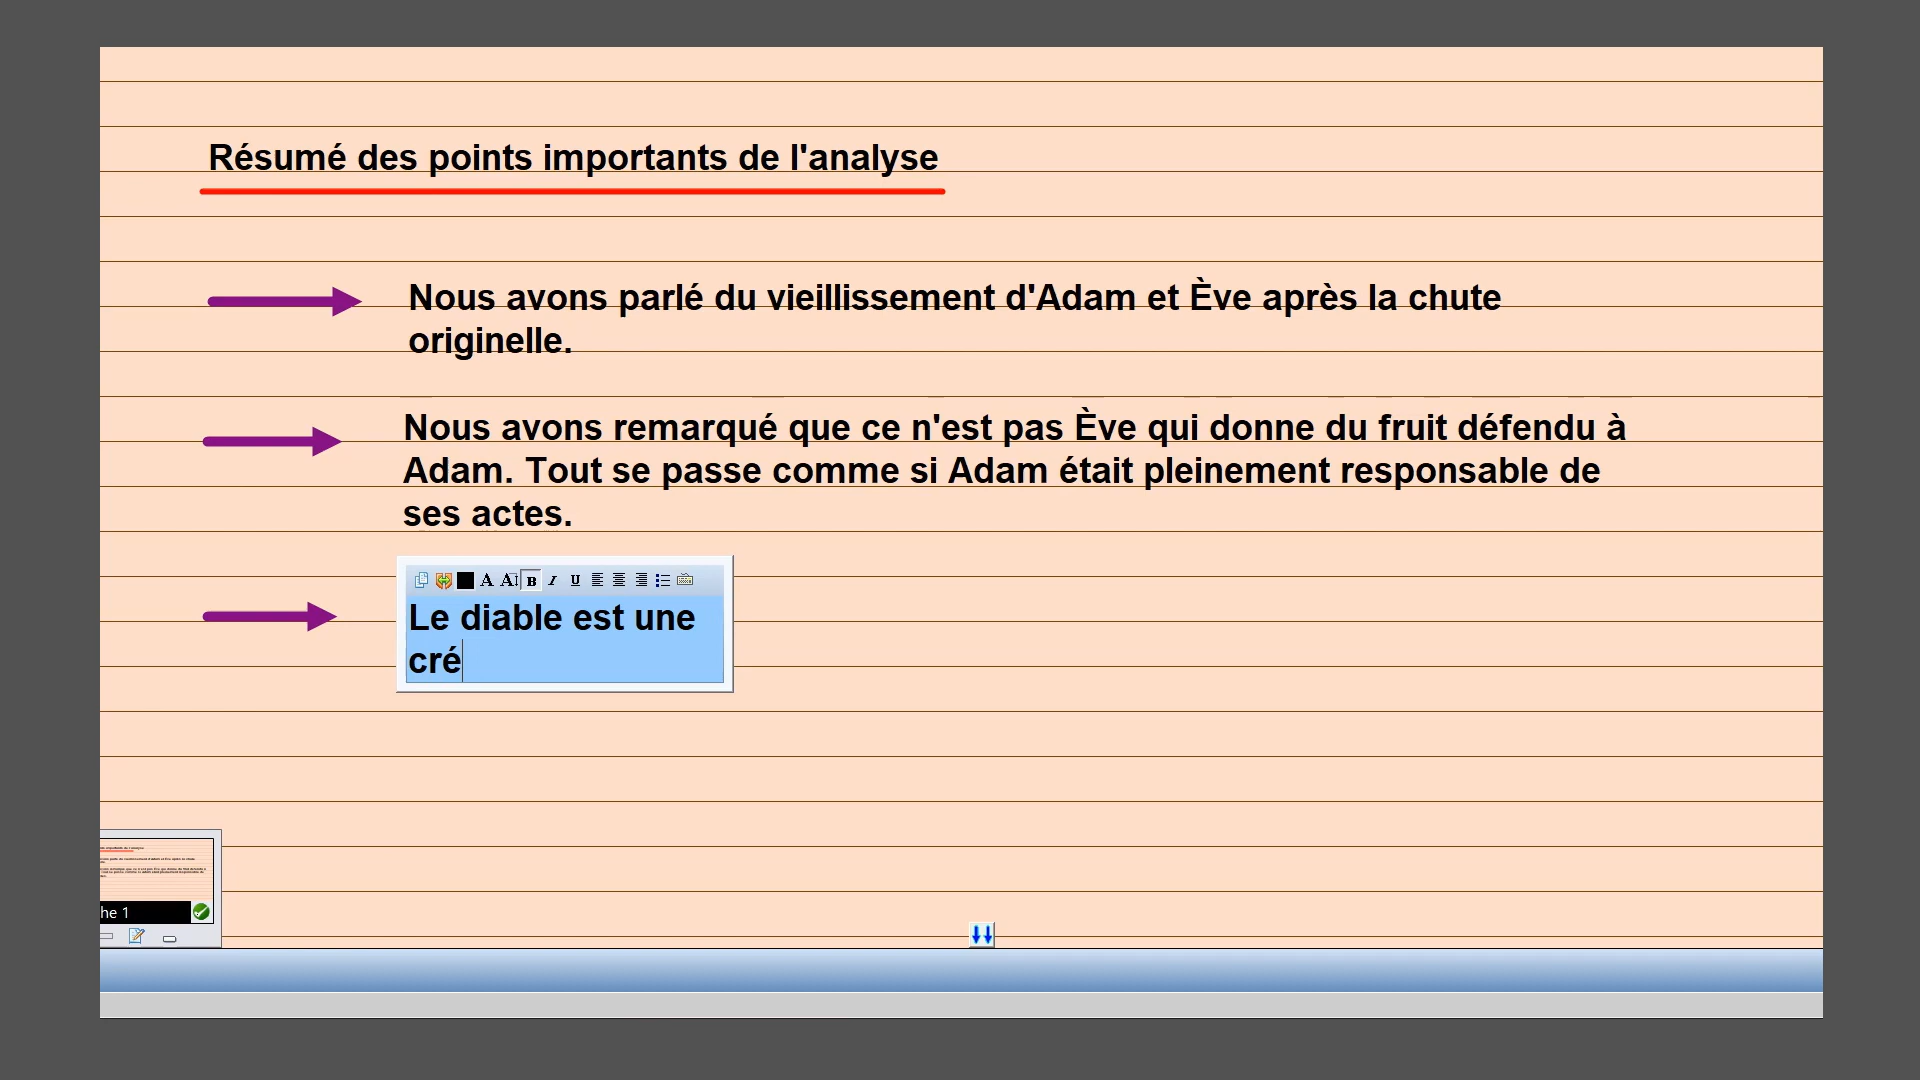 Résumé des points importants de l'analyse
Nous avons parlé du vieillissement d'Adam et Ève après la chute
originelle.
Nous avons remarqué que ce n'est pas Ève qui donne du fruit défendu à
Adam. Tout se passe comme si Adam était pleinement responsable de
ses actes.
A A B I U
Le diable est une
cré
he 1